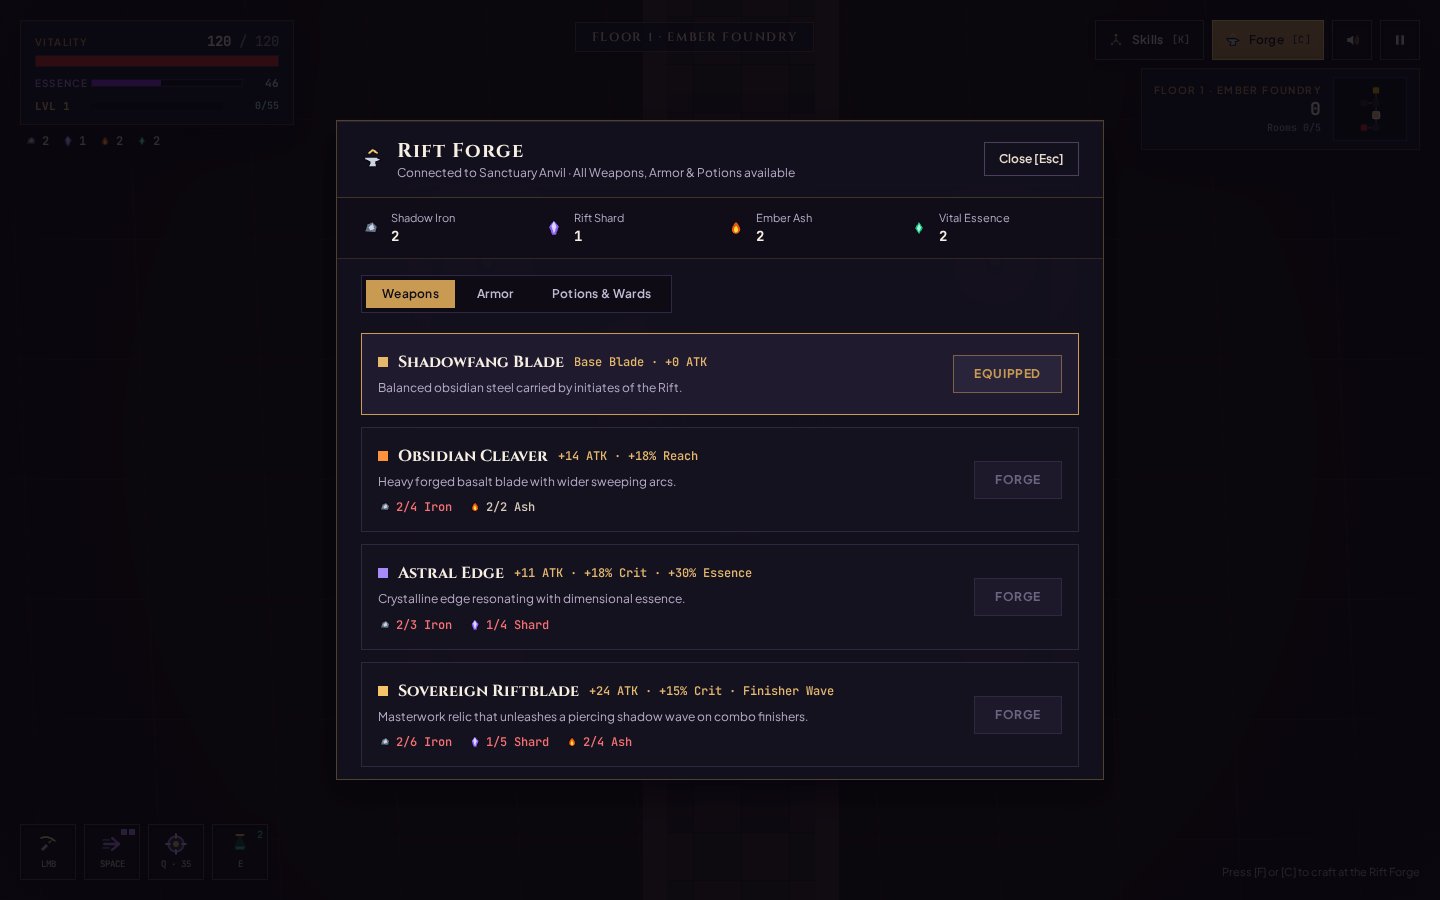 VITALITY 120 / 120
ESSENCE 46
LVL 1 0/55
2 1 2 2
FLOOR 1 · EMBER FOUNDRY
Skills [K]
Forge [C]
FLOOR 1 · EMBER FOUNDRY
0
Rooms 0/5
Rift Forge
Connected to Sanctuary Anvil · All Weapons, Armor & Potions available
Close [Esc]
Shadow Iron
2
Rift Shard
1
Ember Ash
2
Vital Essence
2
Weapons Armor Potions & Wards
Shadowfang Blade Base Blade · +0 ATK
Balanced obsidian steel carried by initiates of the Rift.
EQUIPPED
Obsidian Cleaver +14 ATK · +18% Reach
Heavy forged basalt blade with wider sweeping arcs.
2/4 Iron 2/2 Ash
FORGE
Astral Edge +11 ATK · +18% Crit · +30% Essence
Crystalline edge resonating with dimensional essence.
2/3 Iron 1/4 Shard
FORGE
Sovereign Riftblade +24 ATK · +15% Crit · Finisher Wave
Masterwork relic that unleashes a piercing shadow wave on combo finishers.
2/6 Iron 1/5 Shard 2/4 Ash
FORGE
LMB
SPACE
Q · 35
2
E
Press [F] or [C] to craft at the Rift Forge